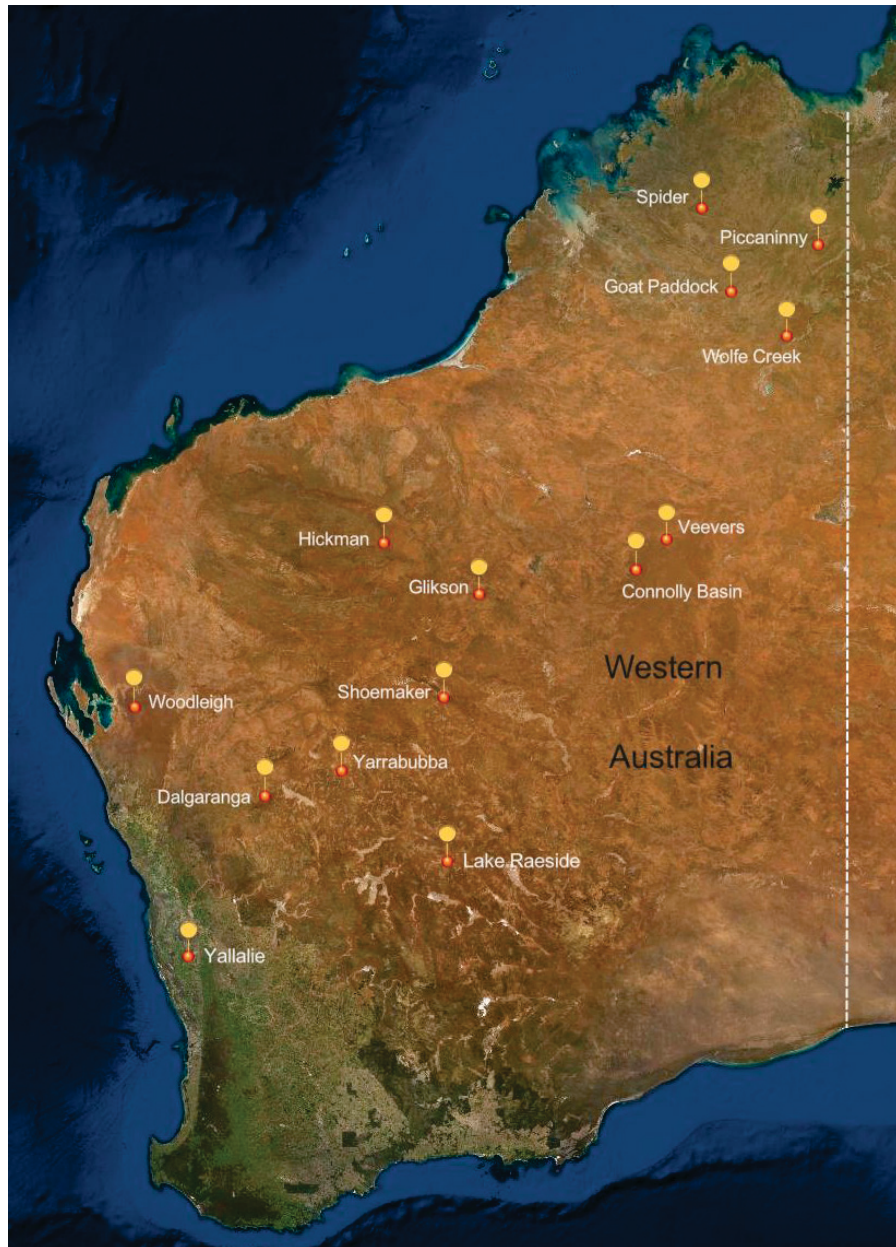 Spider
Piccaninny
Goat Paddock
Wolfe Creek
Hickman
Veevers
Glikson
Connolly Basin
Western
Shoemaker
Woodleigh
Australia
Yarrabubba
Dalgaranga
Lake Raeside
Yallalie